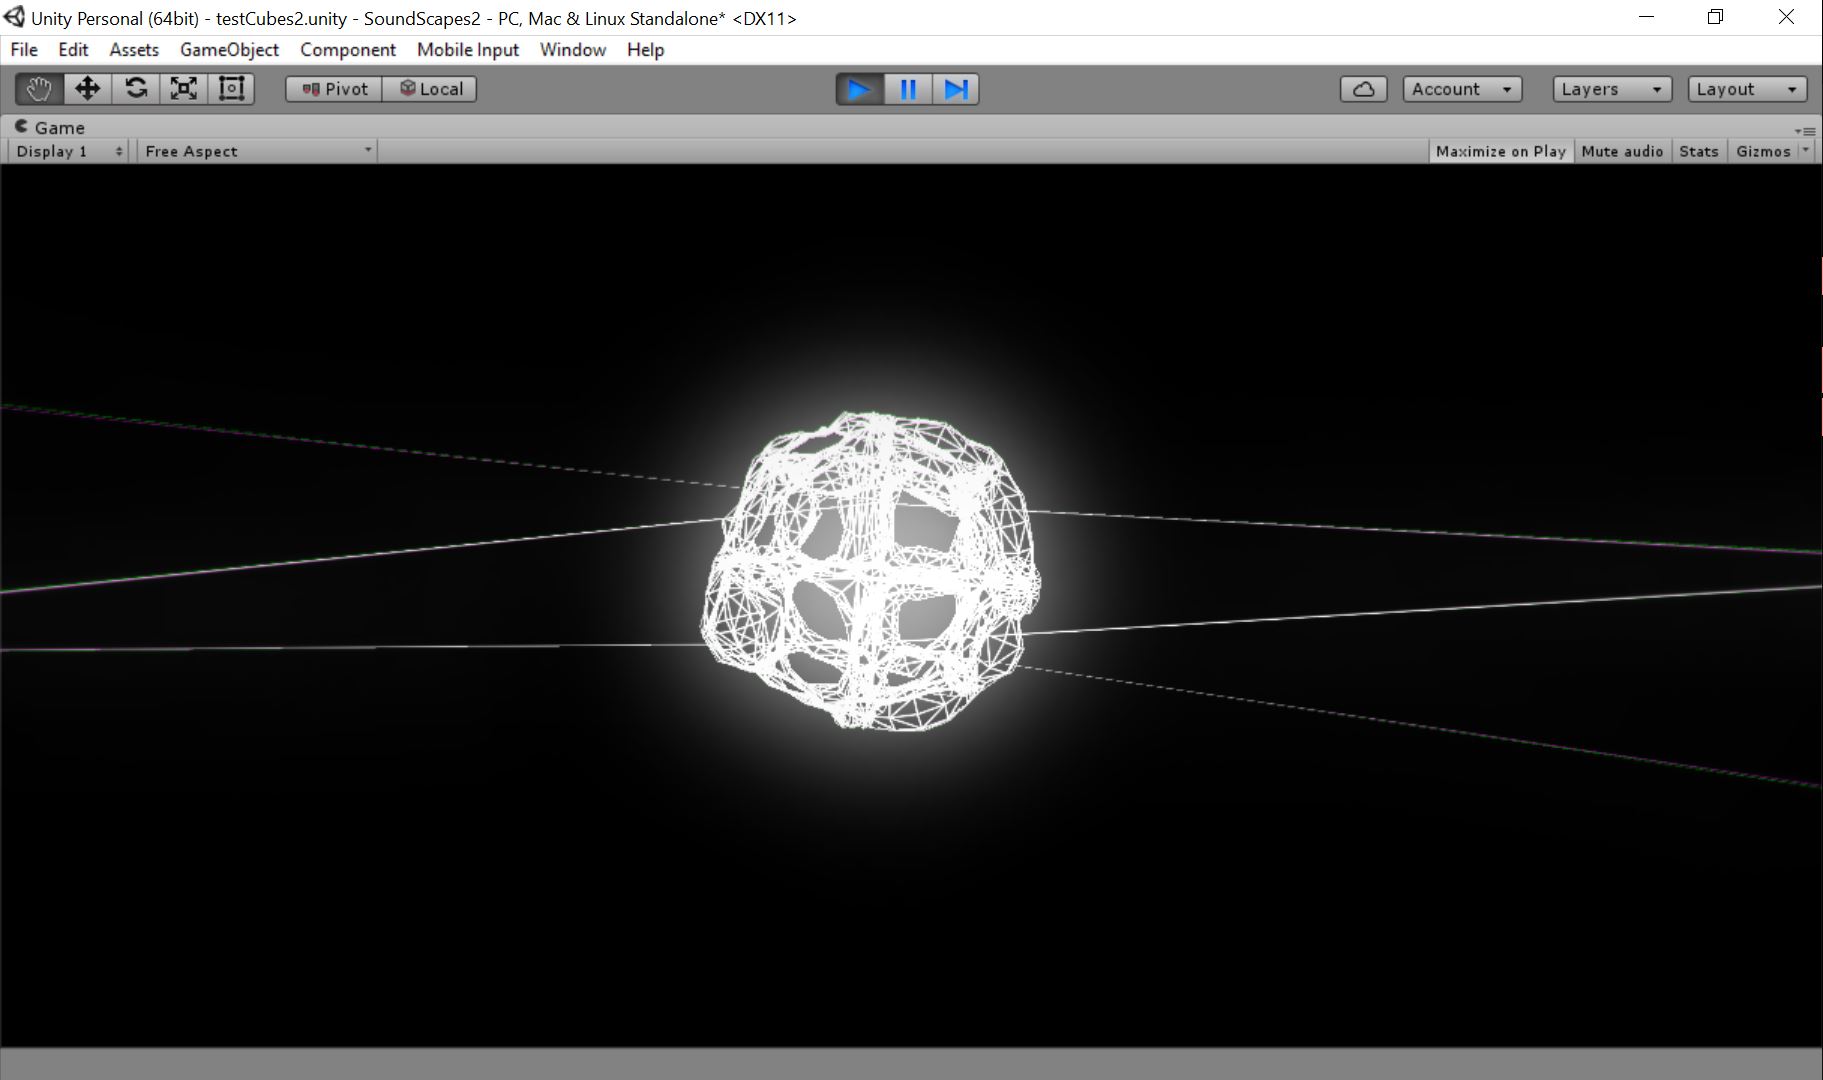 Unity Personal (64bit) - testCubes2.unity - SoundScapes2 - PC, Mac & Linux Standalone* <DX11>
File Edit Assets GameObject Component Mobile Input Window Help
Pivot Local Account Layers Layout
Game
Display 1 Free Aspect Maximize on Play Mute audio Stats Gizmos